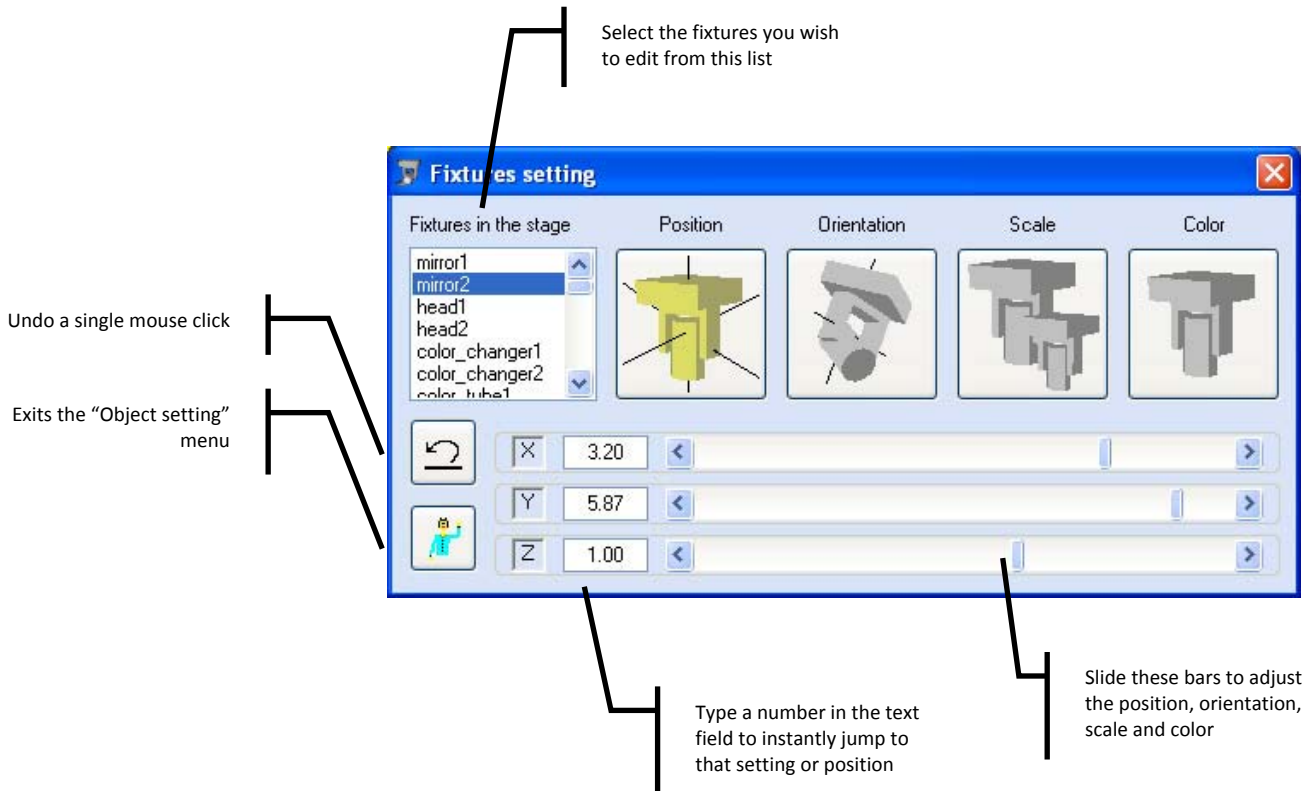 Select the fixtures you wish
to edit from this list
Fixtures setting
Fixtures in the stage
Position
Orientation
Scale
Color
mirror1
mirror2
head1
head2
color_changer1
color_changer2
color_tube1
Undo a single mouse click
Exits the “Object setting”
menu
X 3.20
Y 5.87
Z 1.00
Type a number in the text
field to instantly jump to
that setting or position
Slide these bars to adjust
the position, orientation,
scale and color